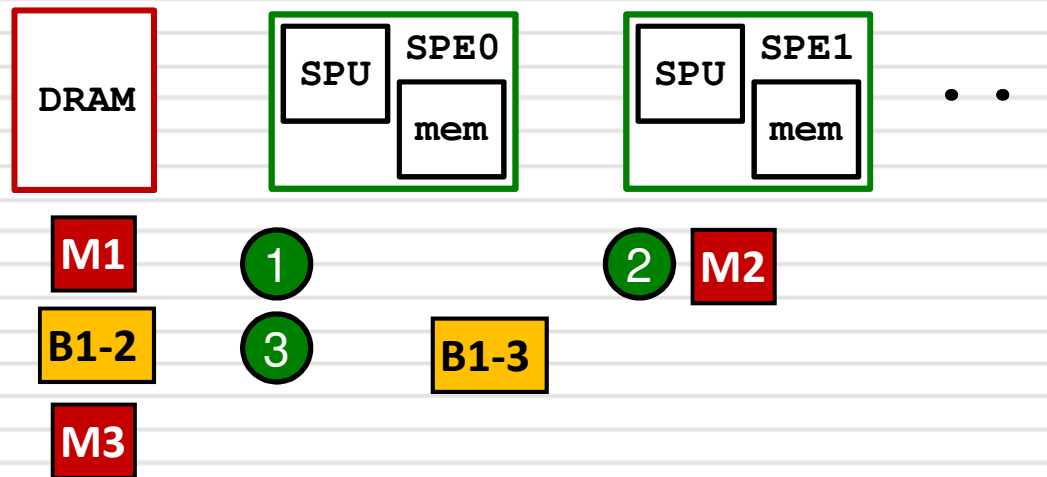 DRAM
SPU
SPE0
mem
SPU
SPE1
mem
. .
M1
1
2
M2
B1-2
3
B1-3
M3